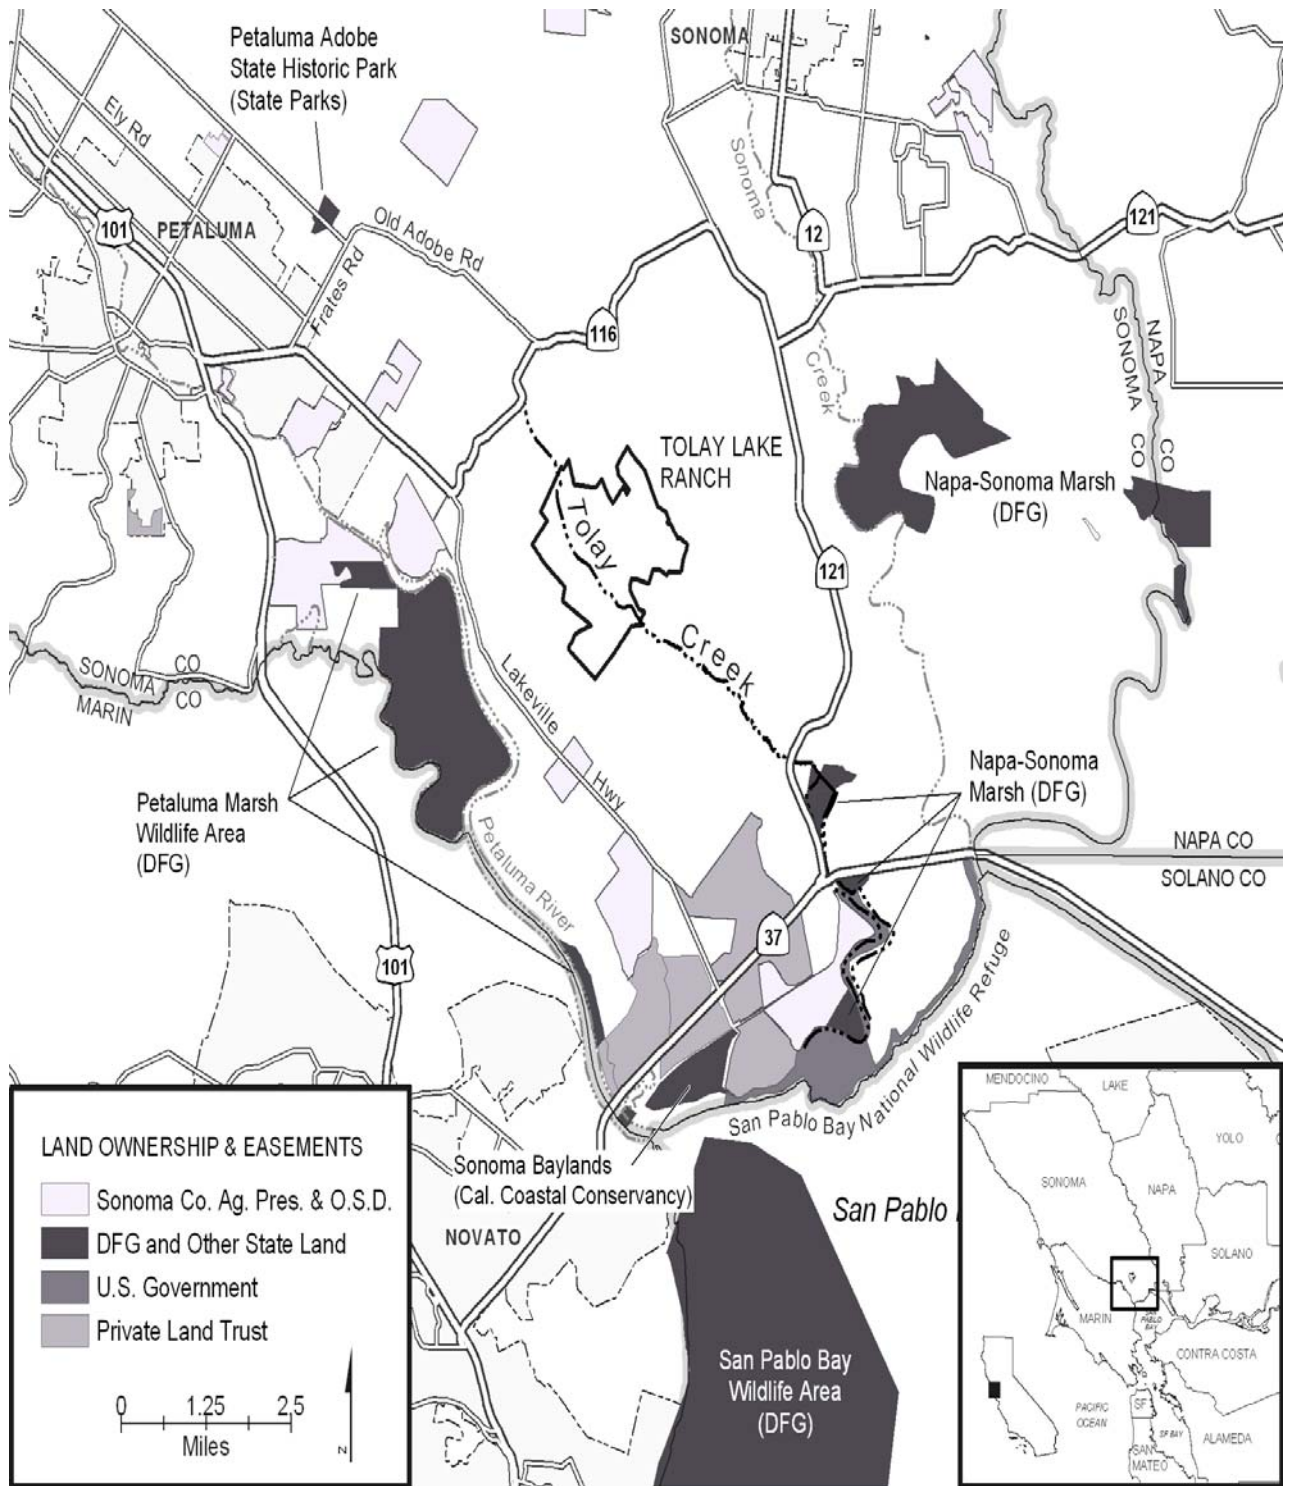 Petaluma Adobe
State Historic Park
(State Parks)
SONOMA
Ely Rd
Sonoma
PETALUMA
101
Old Adobe Rd
12
121
Frates Rd
116
NAPA CO
SONOMA CO
Creek
TOLAY LAKE
RANCH
Napa-Sonoma Marsh
(DFG)
Tolay
Creek
121
SONOMA CO
MARIN CO
Lakeville
Hwy
Petaluma Marsh
Wildlife Area
(DFG)
Napa-Sonoma
Marsh (DFG)
Petaluma River
NAPA CO
SOLANO CO
37
101
San Pablo Bay National Wildlife Refuge
Sonoma Baylands
(Cal. Coastal Conservancy)
San Pablo
NOVATO
San Pablo Bay
Wildlife Area
(DFG)
LAND OWNERSHIP & EASEMENTS
Sonoma Co. Ag. Pres. & O.S.D.
DFG and Other State Land
U.S. Government
Private Land Trust
0 1.25 2.5
Miles
N
MENDOCINO
LAKE
YOLO
SONOMA
NAPA
SOLANO
MARIN
SAN
PABLO
BAY
CONTRA COSTA
PACIFIC
OCEAN
SF
SF BAY
ALAMEDA
SAN
MATEO